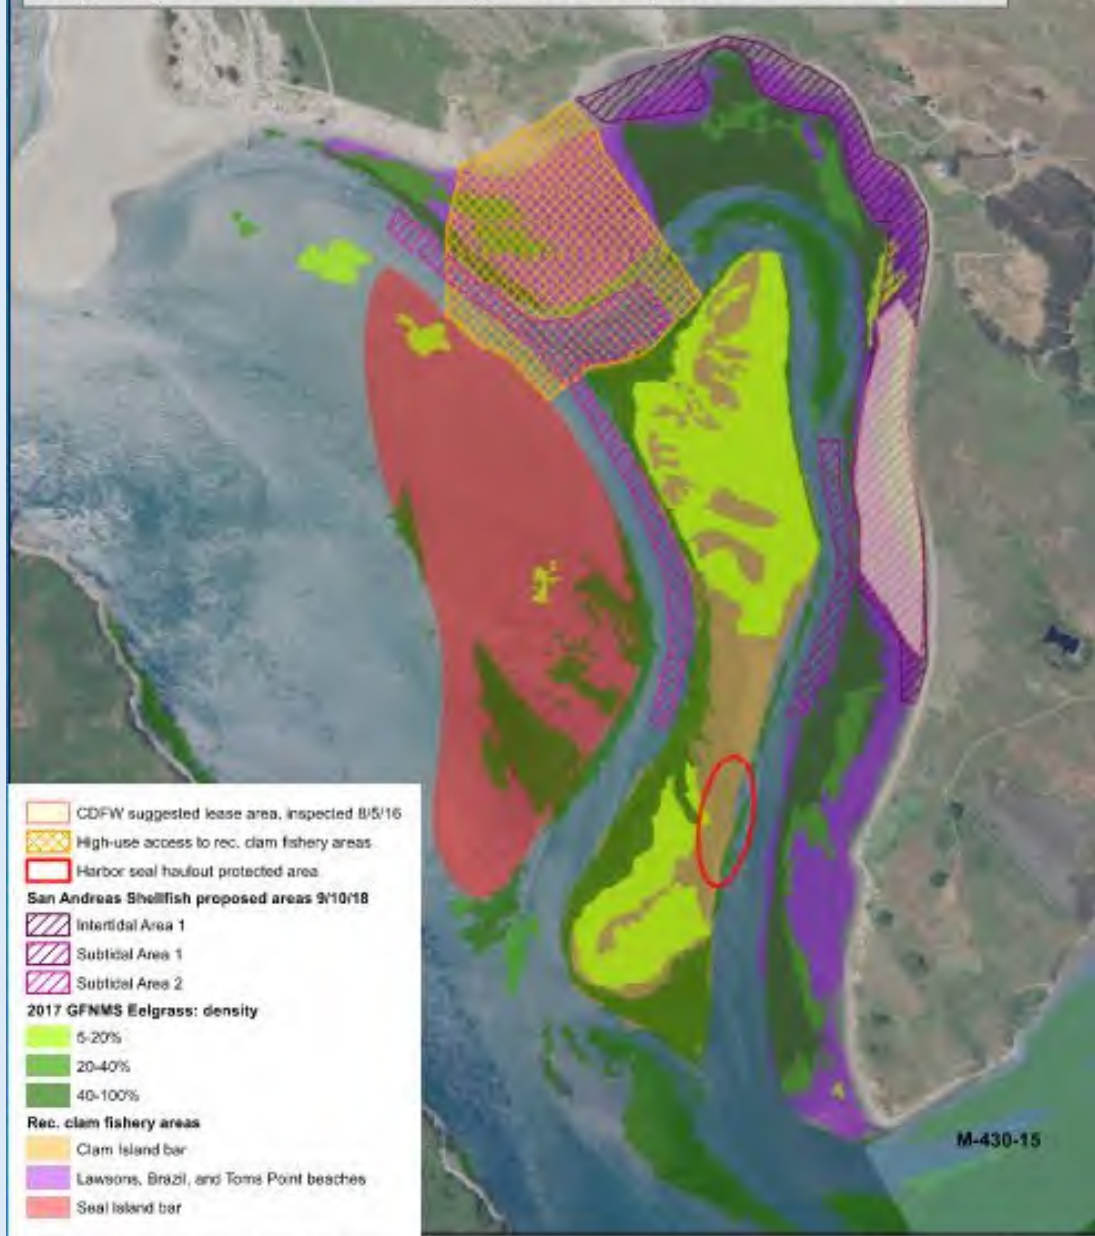 CDFW suggested lease area, inspected 8/5/16
High-use access to rec. clam fishery areas
Harbor seal haulout protected area
San Andreas Shellfish proposed areas 9/10/18
Intertidal Area 1
Subtidal Area 1
Subtidal Area 2
2017 GFNMS Eelgrass: density
5-20%
20-40%
40-100%
Rec. clam fishery areas
Clam Island bar
Lawsons, Brazil, and Toms Point beaches
Seal Island bar
M-430-15